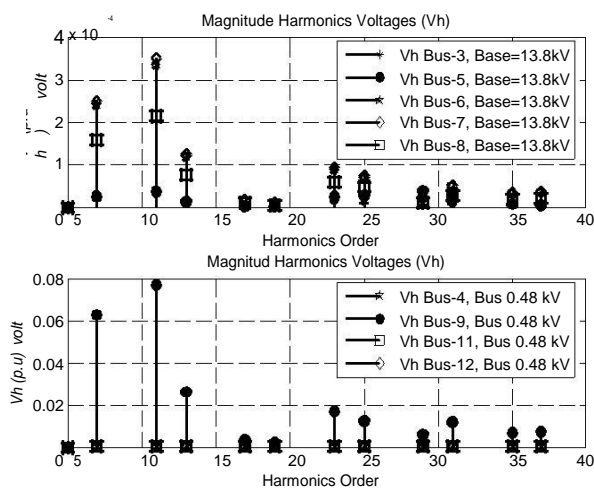 Magnitude Harmonics Voltages (Vh)
x 10
-4
4
3
2
1
volt
h
Vh Bus-3, Base=13.8kV
Vh Bus-5, Base=13.8kV
Vh Bus-6, Base=13.8kV
Vh Bus-7, Base=13.8kV
Vh Bus-8, Base=13.8kV
0 5 10 15 20 25 30 35 40
Harmonics Order
Magnitud Harmonics Voltages (Vh)
0.08
0.06
0.04
0.02
Vh (p.u) volt
Vh Bus-4, Bus 0.48 kV
Vh Bus-9, Bus 0.48 kV
Vh Bus-11, Bus 0.48 kV
Vh Bus-12, Bus 0.48 kV
0 5 10 15 20 25 30 35 40
Harmonics Order